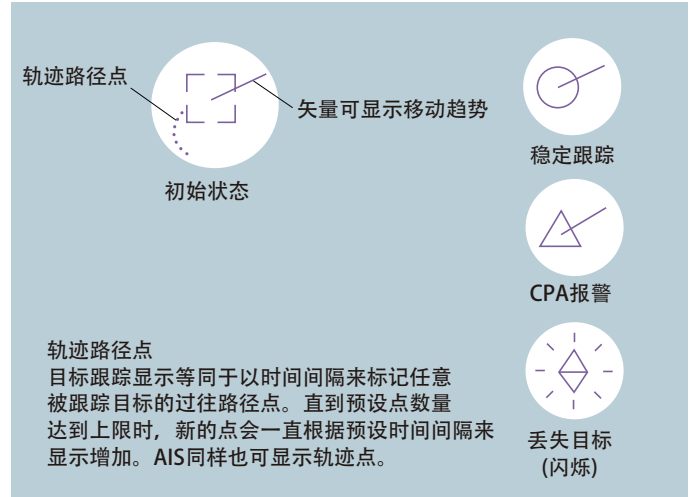 轨迹路径点
矢量可显示移动趋势
初始状态
稳定跟踪
CPA报警
轨迹路径点
目标跟踪显示等同于以时间间隔来标记任意
被跟踪目标的过往路径点。直到预设点数量
达到上限时，新的点会一直根据预设时间间隔来
显示增加。AIS同样也可显示轨迹点。
丢失目标
(闪烁)